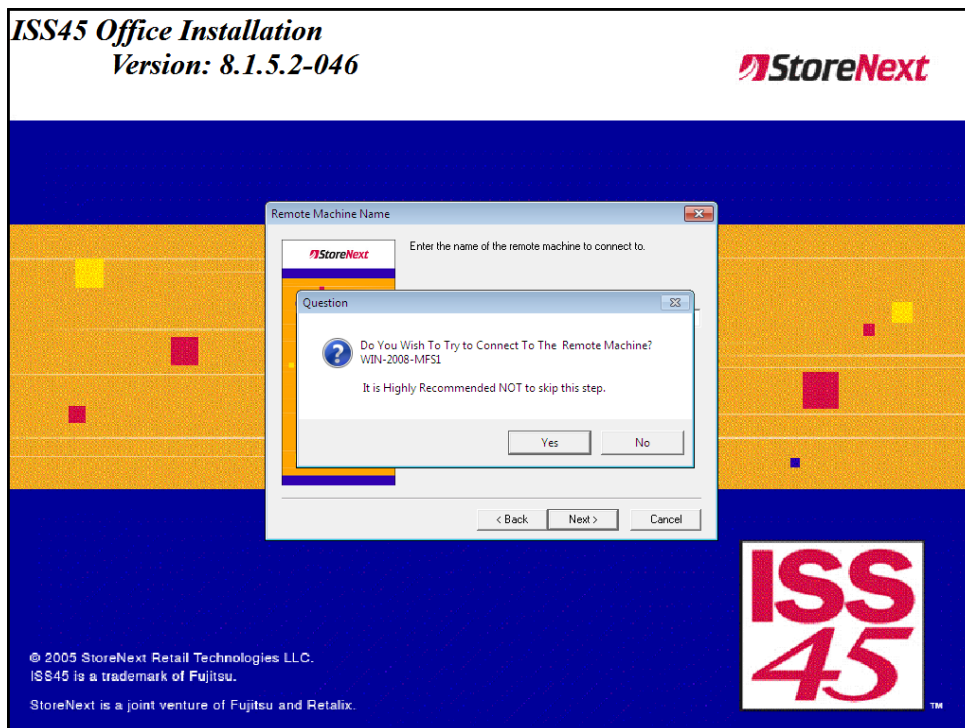 ISS45 Office Installation
Version: 8.1.5.2-046
StoreNext
Remote Machine Name
StoreNext
Enter the name of the remote machine to connect to.
Question
Do You Wish To Try to Connect To The  Remote Machine?
WIN-2008-MFS1
It is Highly Recommended NOT to skip this step.
Yes
No
< Back
Next >
Cancel
ISS
45
TM
© 2005 StoreNext Retail Technologies LLC.
ISS45 is a trademark of Fujitsu.
StoreNext is a joint venture of Fujitsu and Retalix.